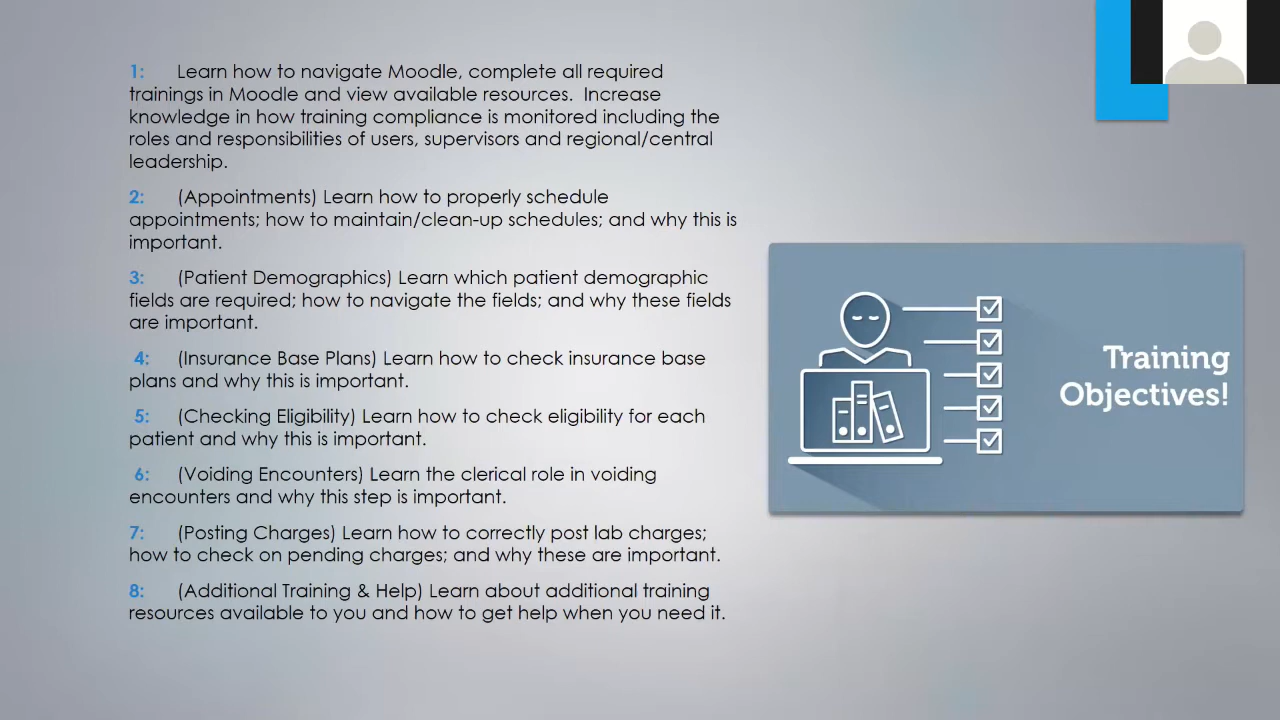 1: Learn how to navigate Moodle, complete all required
trainings in Moodle and view available resources. Increase
knowledge in how training compliance is monitored including the
roles and responsibilities of users, supervisors and regional/central
leadership.
2: (Appointments) Learn how to properly schedule
appointments; how to maintain/clean-up schedules; and why this is
important.
3: (Patient Demographics) Learn which patient demographic
fields are required; how to navigate the fields; and why these fields
are important.
4: (Insurance Base Plans) Learn how to check insurance base
plans and why this is important.
5: (Checking Eligibility) Learn how to check eligibility for each
patient and why this is important.
6: (Voiding Encounters) Learn the clerical role in voiding
encounters and why this step is important.
7: (Posting Charges) Learn how to correctly post lab charges;
how to check on pending charges; and why these are important.
8: (Additional Training & Help) Learn about additional training
resources available to you and how to get help when you need it.
Training
Objectives!